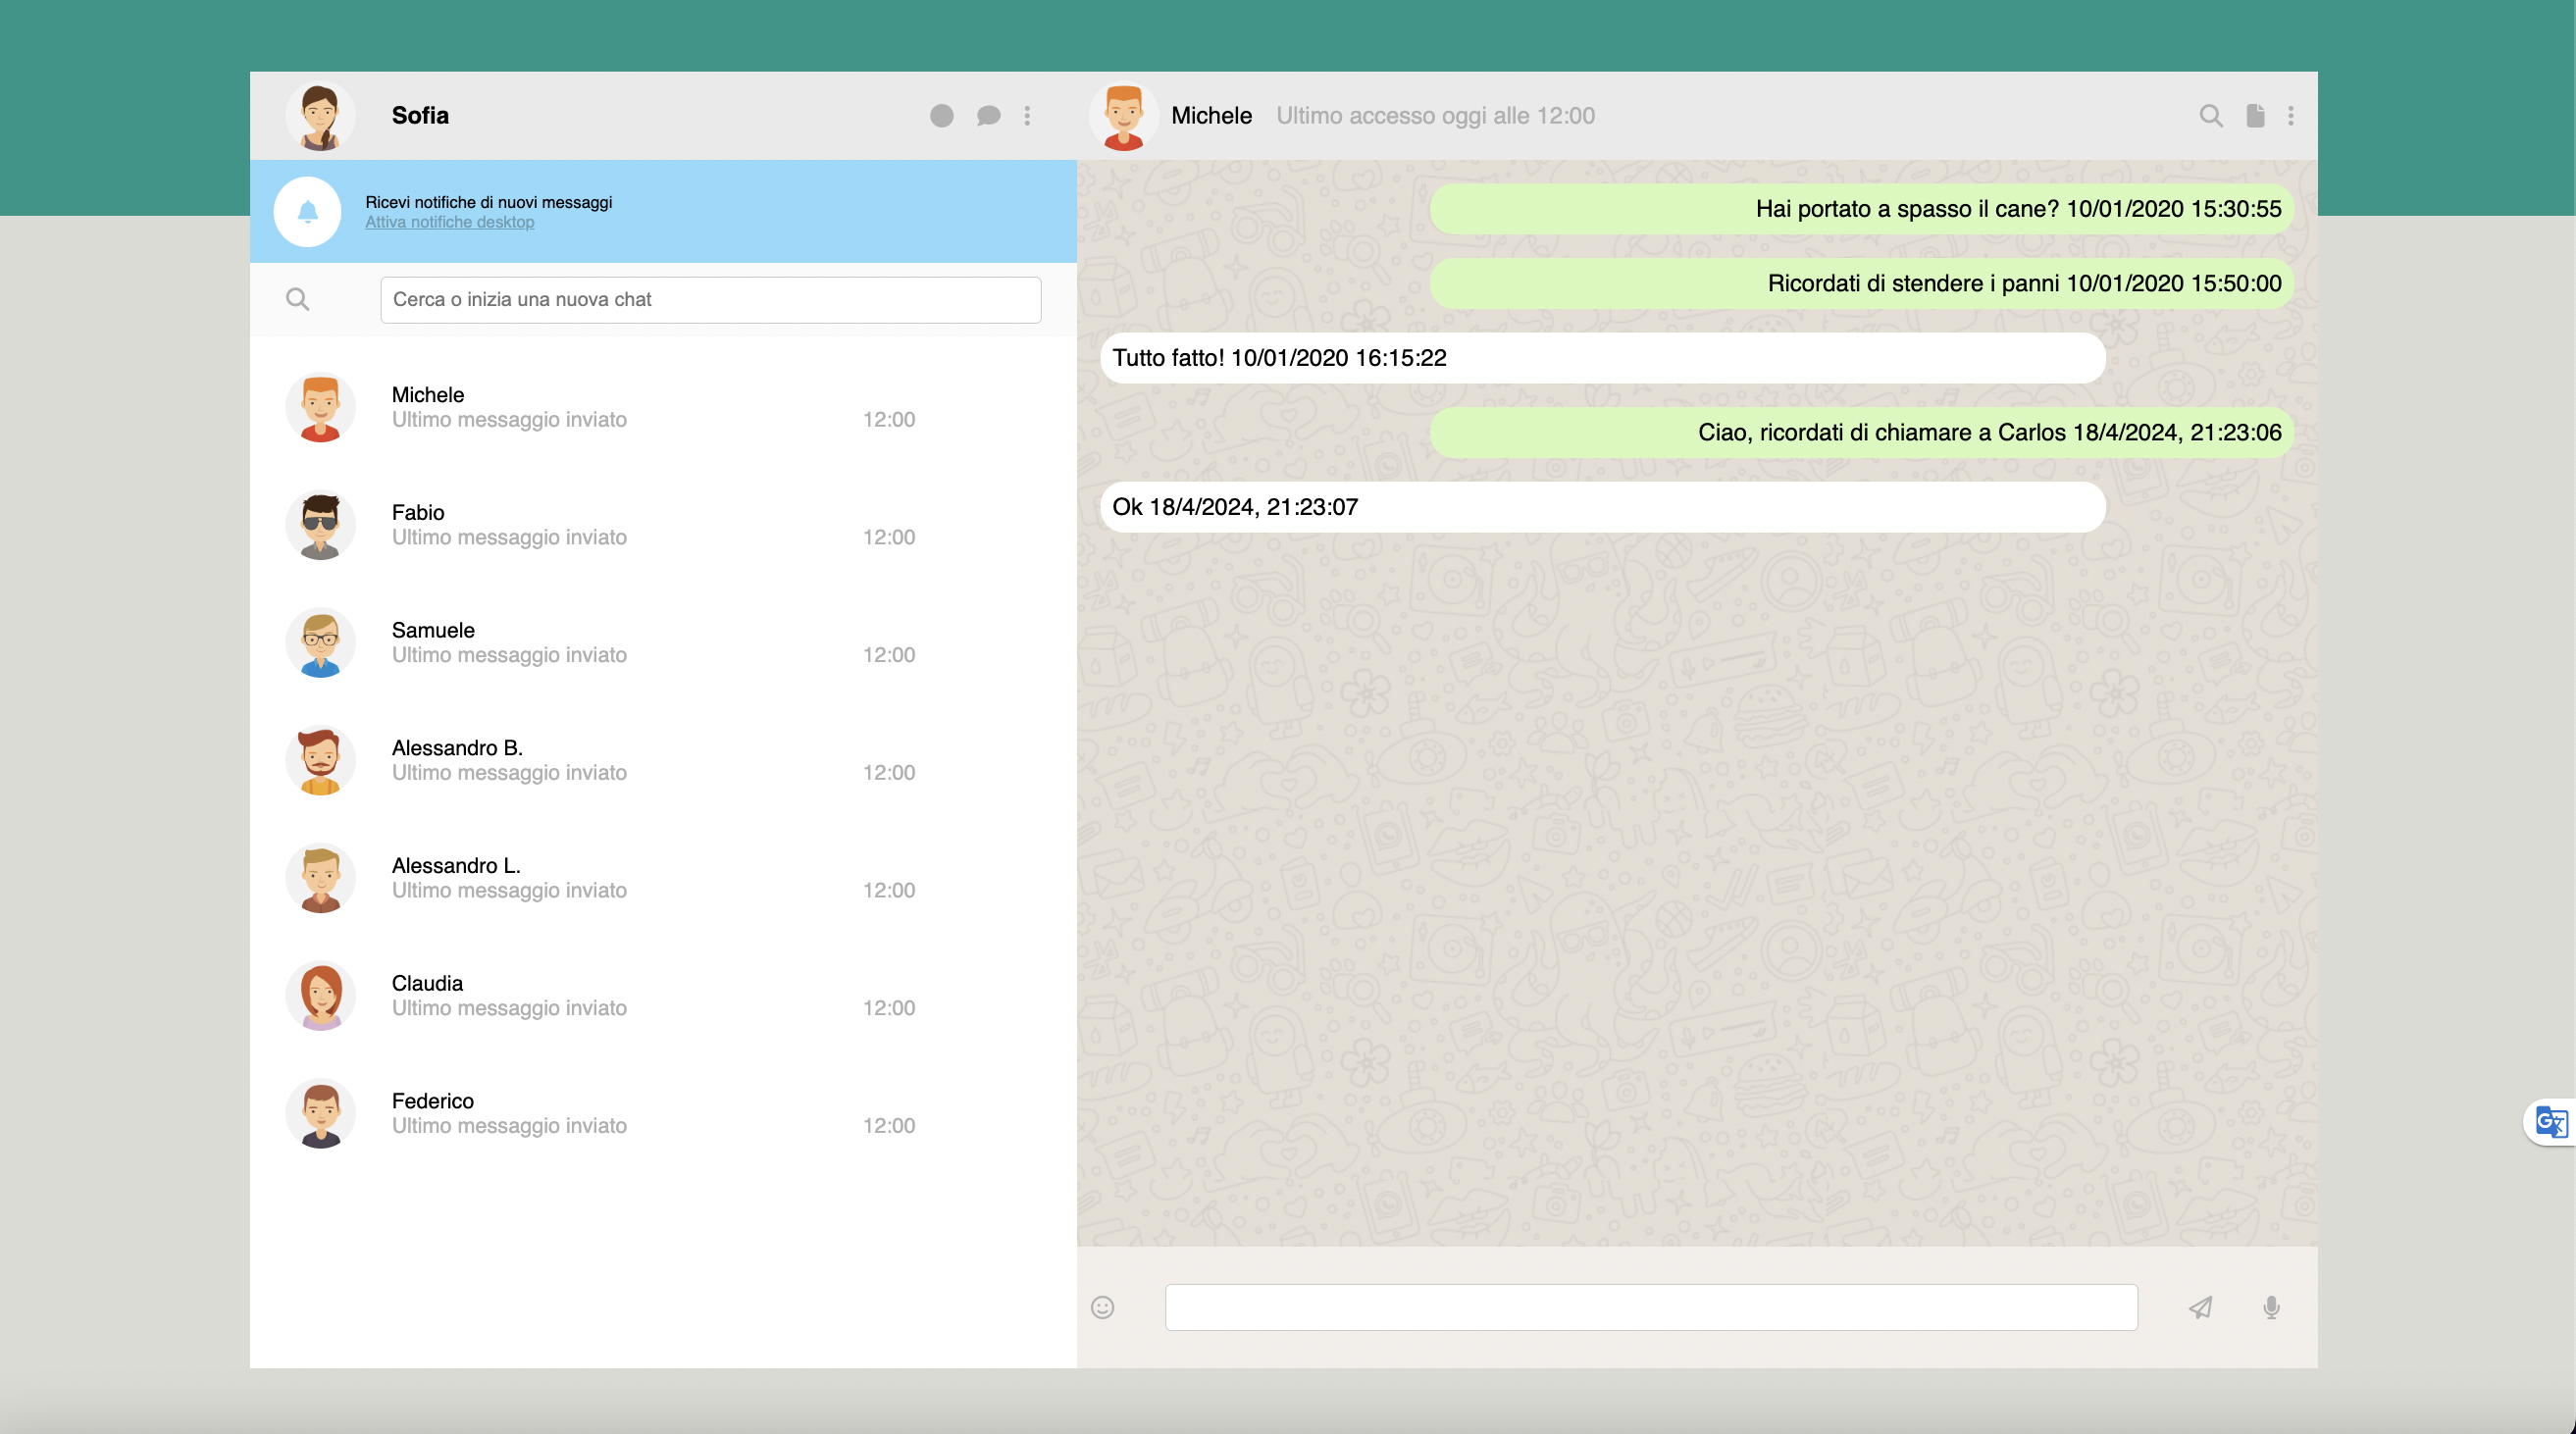 Sofia
Ricevi notifiche di nuovi messaggi
Attiva notifiche desktop
Cerca o inizia una nuova chat
Michele
Ultimo messaggio inviato 12:00
Fabio
Ultimo messaggio inviato 12:00
Samuele
Ultimo messaggio inviato 12:00
Alessandro B.
Ultimo messaggio inviato 12:00
Alessandro L.
Ultimo messaggio inviato 12:00
Claudia
Ultimo messaggio inviato 12:00
Federico
Ultimo messaggio inviato 12:00
Michele Ultimo accesso oggi alle 12:00
Hai portato a spasso il cane? 10/01/2020 15:30:55
Ricordati di stendere i panni 10/01/2020 15:50:00
Tutto fatto! 10/01/2020 16:15:22
Ciao, ricordati di chiamare a Carlos 18/4/2024, 21:23:06
Ok 18/4/2024, 21:23:07